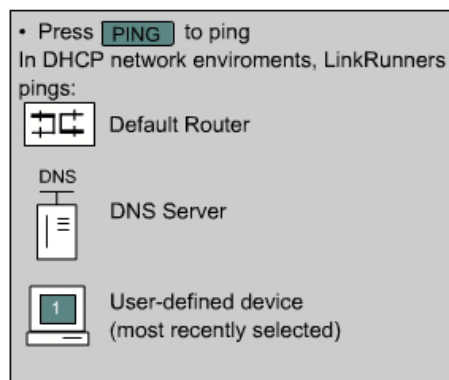 • Press PING to ping
In DHCP network enviroments, LinkRunners
pings:
Default Router
DNS
DNS Server
1
User-defined device
(most recently selected)